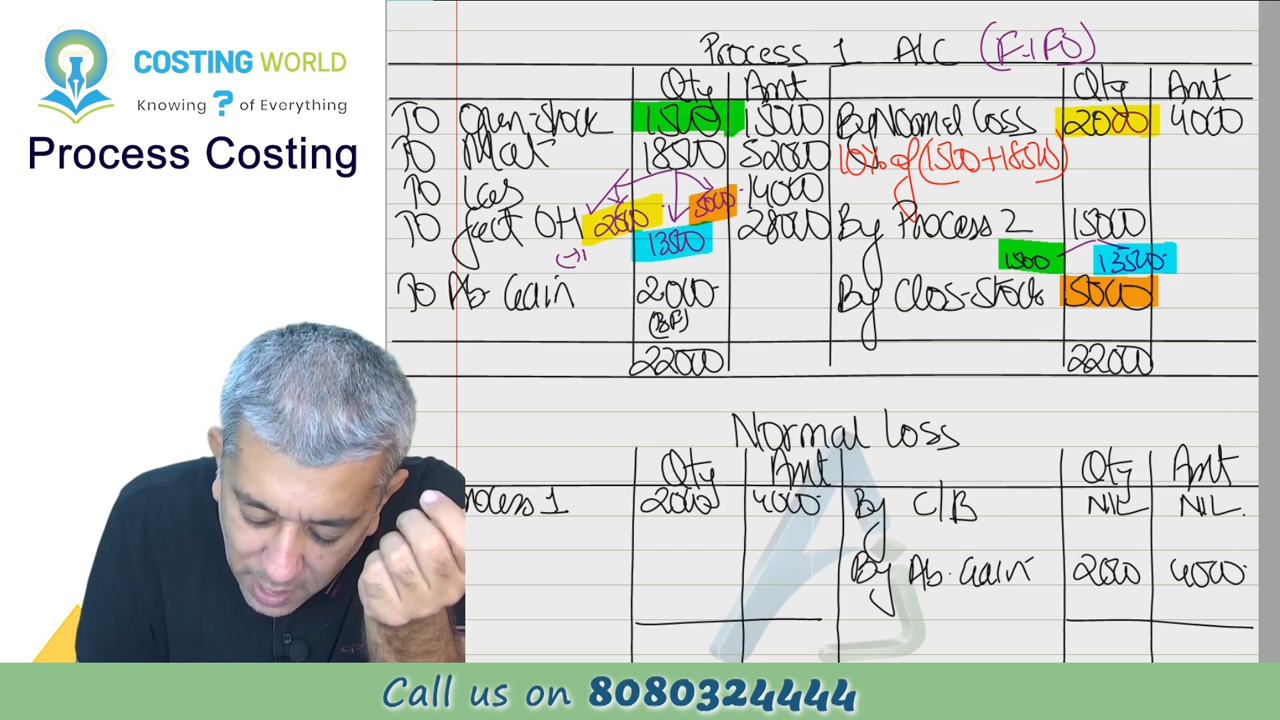 COSTING WORLD
Knowing ? of Everything
Process Costing
Process 1 A/C (FIFO)
Qty Amt Qty Amt
To Open-Stock 1500 15000 By Normal Loss 2000 4000
To Mat 18500 52000 10% of (1500+18500)
To Lab 14000
2000 5000
To fact OH 28000 By Process 2 15000
(-)
13500 1500 13500
To Ab. Gain 2000 By Clos-Stock 5000
(BF)
22000 22000
Normal Loss
Qty Amt Qty Amt
rocess 1 2000 4000 By C/B NIL NIL.
By Ab. Gain 2000 4000
Call us on 8080324444